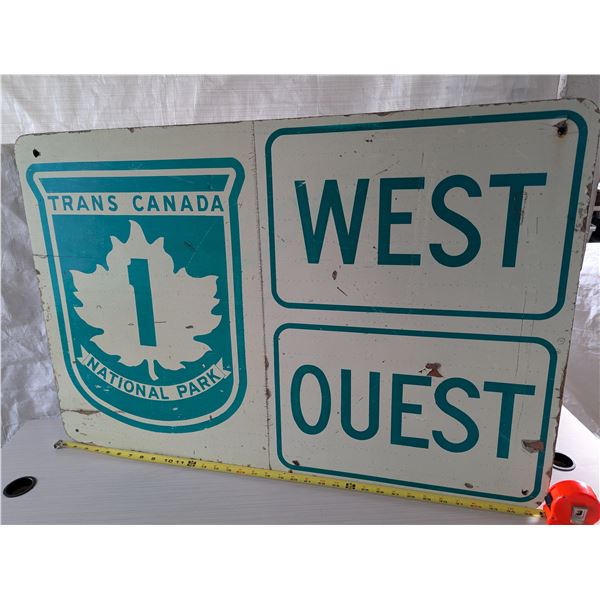 TRANS CANADA
1
NATIONAL PARK
WEST
OUEST